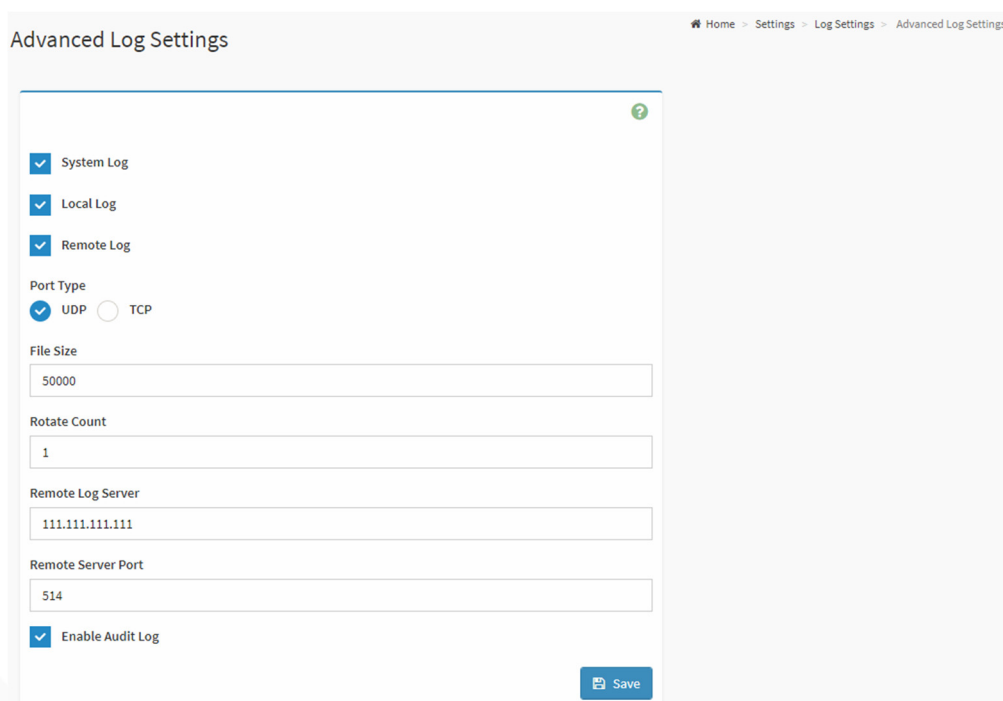 Advanced Log Settings
Home > Settings > Log Settings > Advanced Log Settings
System Log
Local Log
Remote Log
Port Type
UDP TCP
File Size
50000
Rotate Count
1
Remote Log Server
111.111.111.111
Remote Server Port
514
Enable Audit Log
Save